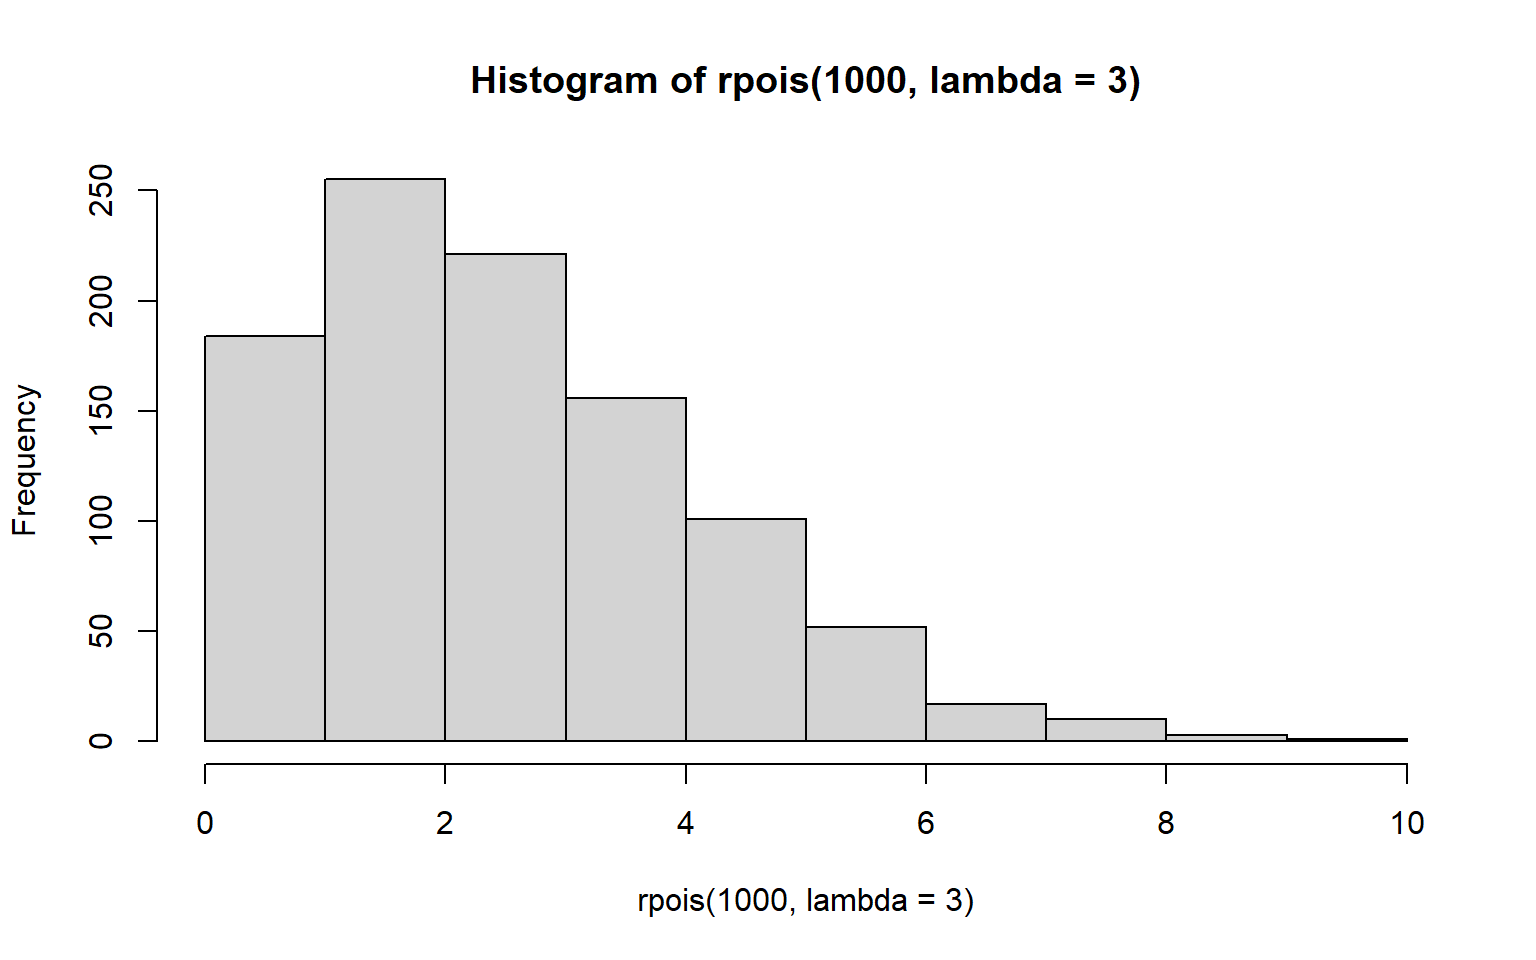 Histogram of rpois(1000, lambda = 3)
Frequency
250
200
150
100
50
0
0 2 4 6 8 10
rpois(1000, lambda = 3)